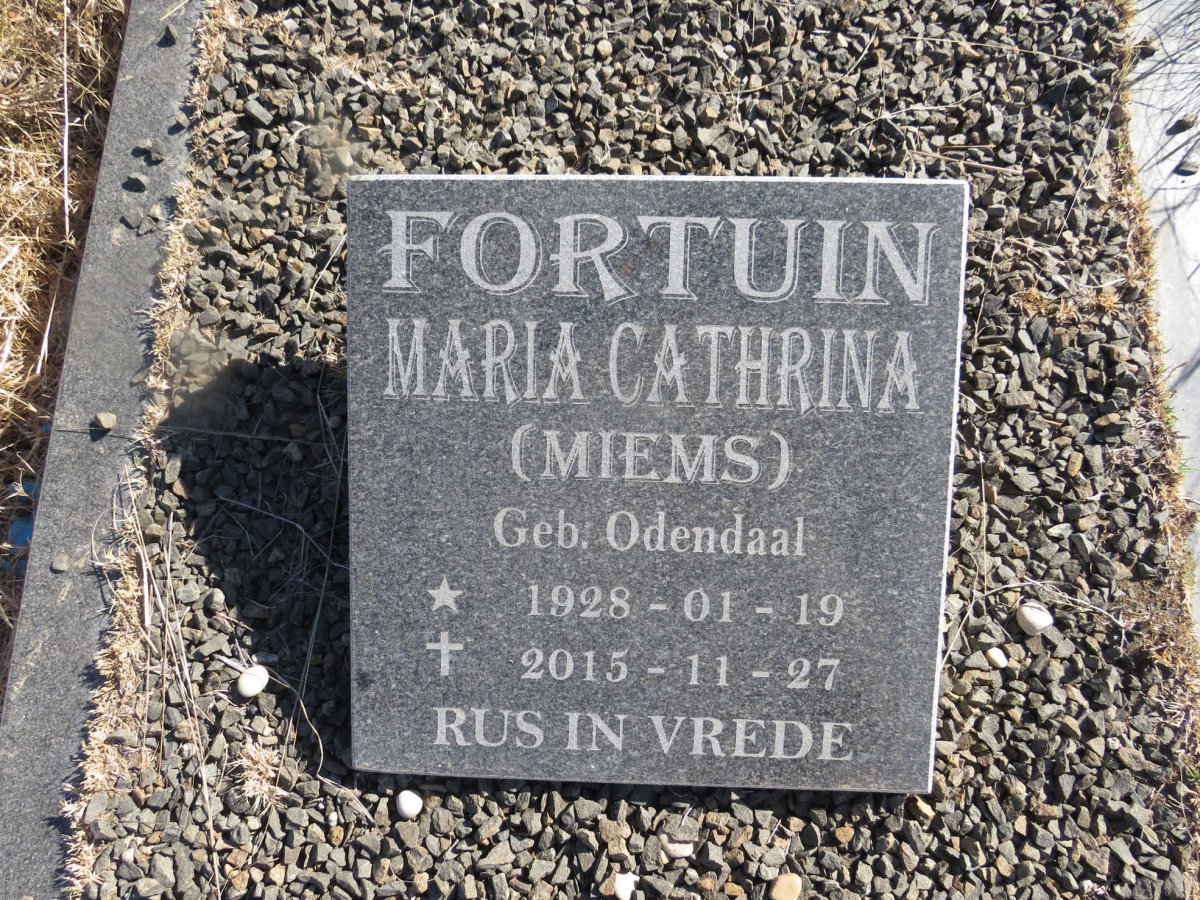 FORTUIN
MARIA CATHRINA
(MIEMS)
Geb. Odendaal
1928 - 01 - 19
2015 - 11 - 27
RUS IN VREDE